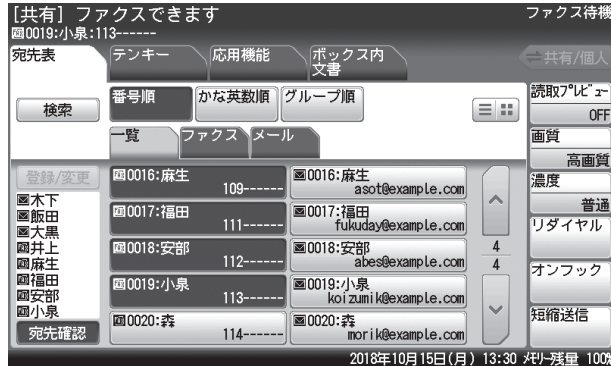 [共有] ファクスできます
ファクス待機
0019:小泉:113------
宛先表
テンキー
応用機能
ボックス内
文書
共有/個人
検索
番号順
かな英数順
グループ順
読取プレビュー
OFF
一覧
ファクス
メール
画質
高画質
登録/変更
木下
飯田
大黒
井上
麻生
福田
安部
小泉
宛先確認
0016:麻生
109------
0016:麻生
asot@example.com
0017:福田
111------
0017:福田
fukuday@example.com
0018:安部
112------
0018:安部
abes@example.com
0019:小泉
113------
0019:小泉
koizumik@example.com
0020:森
114------
0020:森
morik@example.com
4
4
濃度
普通
リダイヤル
オンフック
短縮送信
2018年10月15日(月) 13:30 メモリー残量 100%